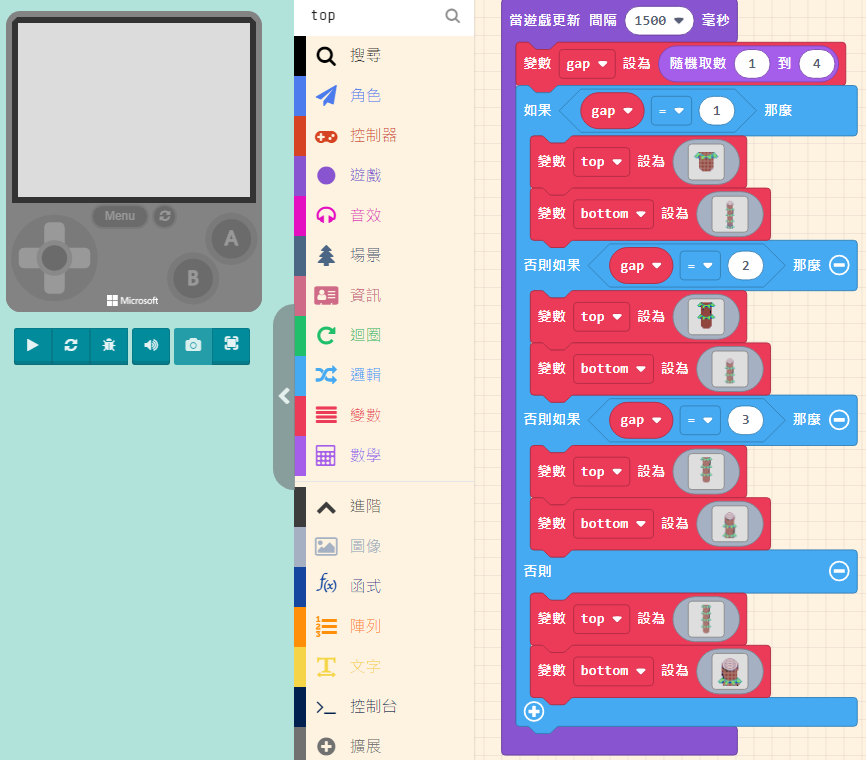 Menu
A
B
Microsoft
top
搜尋
角色
控制器
遊戲
音效
場景
資訊
迴圈
邏輯
變數
數學
進階
圖像
函式
陣列
文字
控制台
擴展
當遊戲更新 間隔 1500 毫秒
變數 gap 設為 隨機取數 1 到 4
如果 gap = 1 那麼
變數 top 設為
變數 bottom 設為
否則如果 gap = 2 那麼
變數 top 設為
變數 bottom 設為
否則如果 gap = 3 那麼
變數 top 設為
變數 bottom 設為
否則
變數 top 設為
變數 bottom 設為